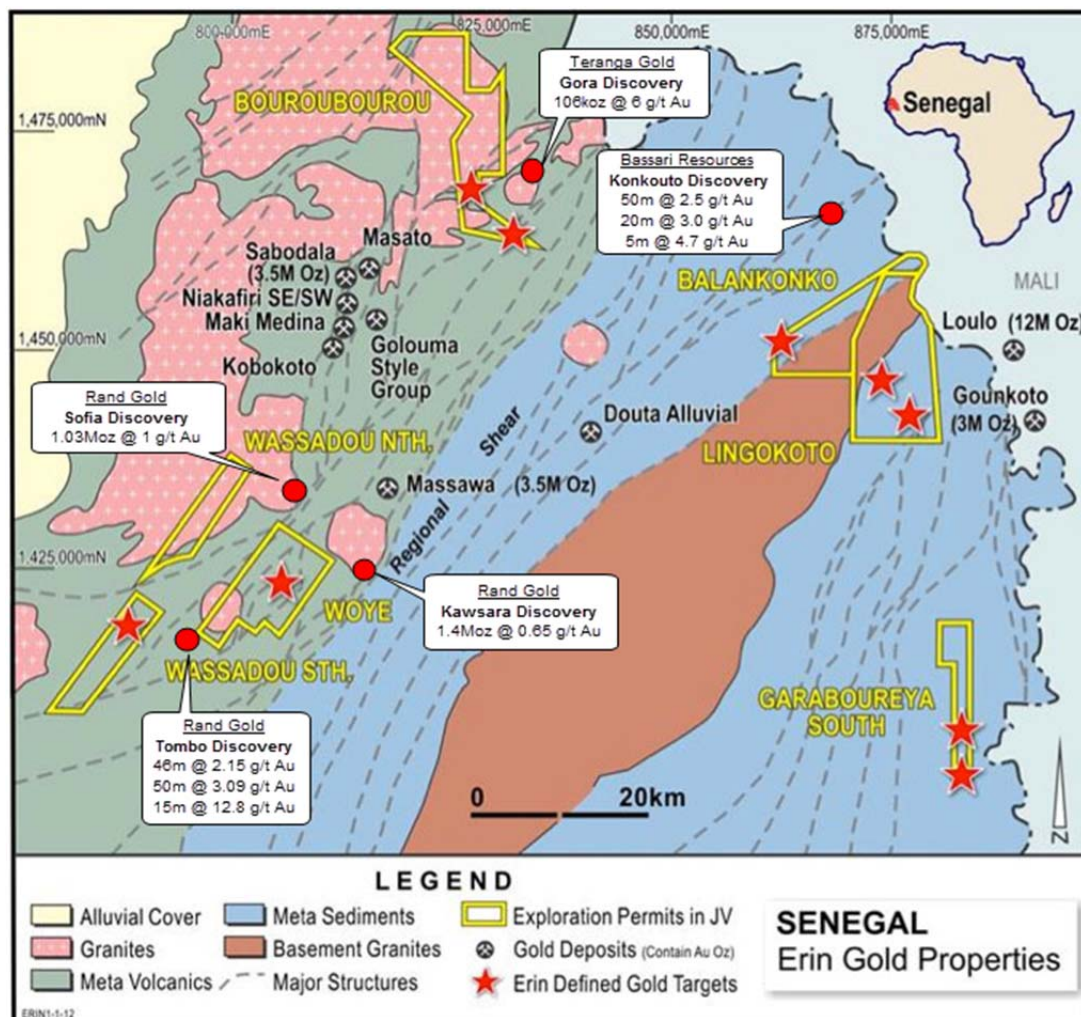 800,000mE
825,000mE
850,000mE
875,000mE
1,475,000mN
1,450,000mN
1,425,000mN
BOUROUBOUROU
Teranga Gold
Gora Discovery
106koz @ 6 g/t Au
Senegal
Bassari Resources
Konkouto Discovery
50m @ 2.5 g/t Au
20m @ 3.0 g/t Au
5m @ 4.7 g/t Au
Masato
Sabodala
(3.5M Oz)
Niakafiri SE/SW
Maki Medina
Kobokoto
Golouma
Style
Group
BALANKONKO
MALI
Loulo (12M Oz)
Gounkoto
(3M Oz)
Rand Gold
Sofia Discovery
1.03Moz @ 1 g/t Au
WASSADOU NTH.
Shear
Regional
Douta Alluvial
LINGOKOTO
Massawa (3.5M Oz)
Rand Gold
Kawsara Discovery
1.4Moz @ 0.65 g/t Au
WOYE
WASSADOU STH.
GARABOUREYA
SOUTH
Rand Gold
Tombo Discovery
46m @ 2.15 g/t Au
50m @ 3.09 g/t Au
15m @ 12.8 g/t Au
0 20km
N
LEGEND
Alluvial Cover
Meta Sediments
Exploration Permits in JV
Granites
Basement Granites
Gold Deposits (Contain Au Oz)
Meta Volcanics
Major Structures
Erin Defined Gold Targets
SENEGAL
Erin Gold Properties
ERIN1-1-12